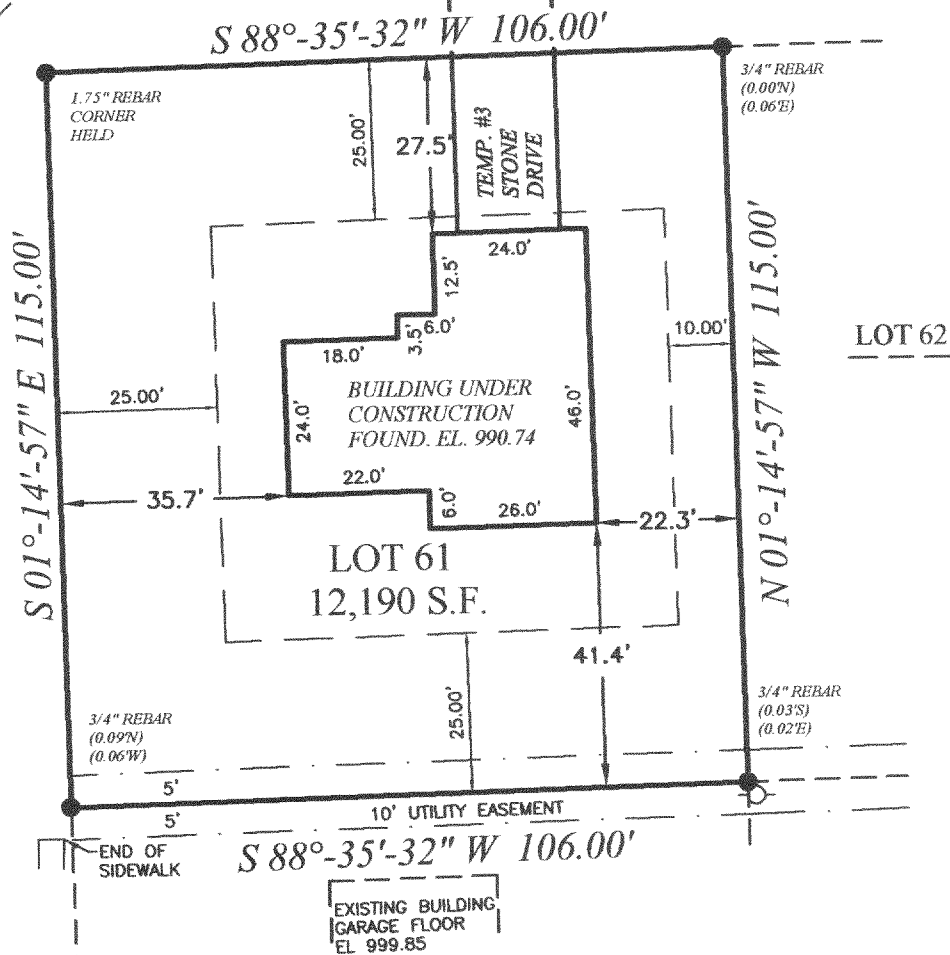 S 88°-35'-32" W 106.00'
1.75" REBAR
CORNER
HELD
3/4" REBAR
(0.00'N)
(0.06'E)
25.00'
27.5'
TEMP. #3
STONE
DRIVE
24.0'
12.5'
6.0'
3.5'
18.0'
10.00'
LOT 62
S 01°-14'-57" E 115.00'
N 01°-14'-57" W 115.00'
25.00'
24.0'
BUILDING UNDER
CONSTRUCTION
FOUND. EL. 990.74
46.0'
35.7'
22.0'
6.0'
26.0'
22.3'
LOT 61
12,190 S.F.
41.4'
25.00'
3/4" REBAR
(0.09'N)
(0.06'W)
3/4" REBAR
(0.03'S)
(0.02'E)
5'
5'
10' UTILITY EASEMENT
END OF
SIDEWALK
S 88°-35'-32" W 106.00'
EXISTING BUILDING
GARAGE FLOOR
EL 999.85